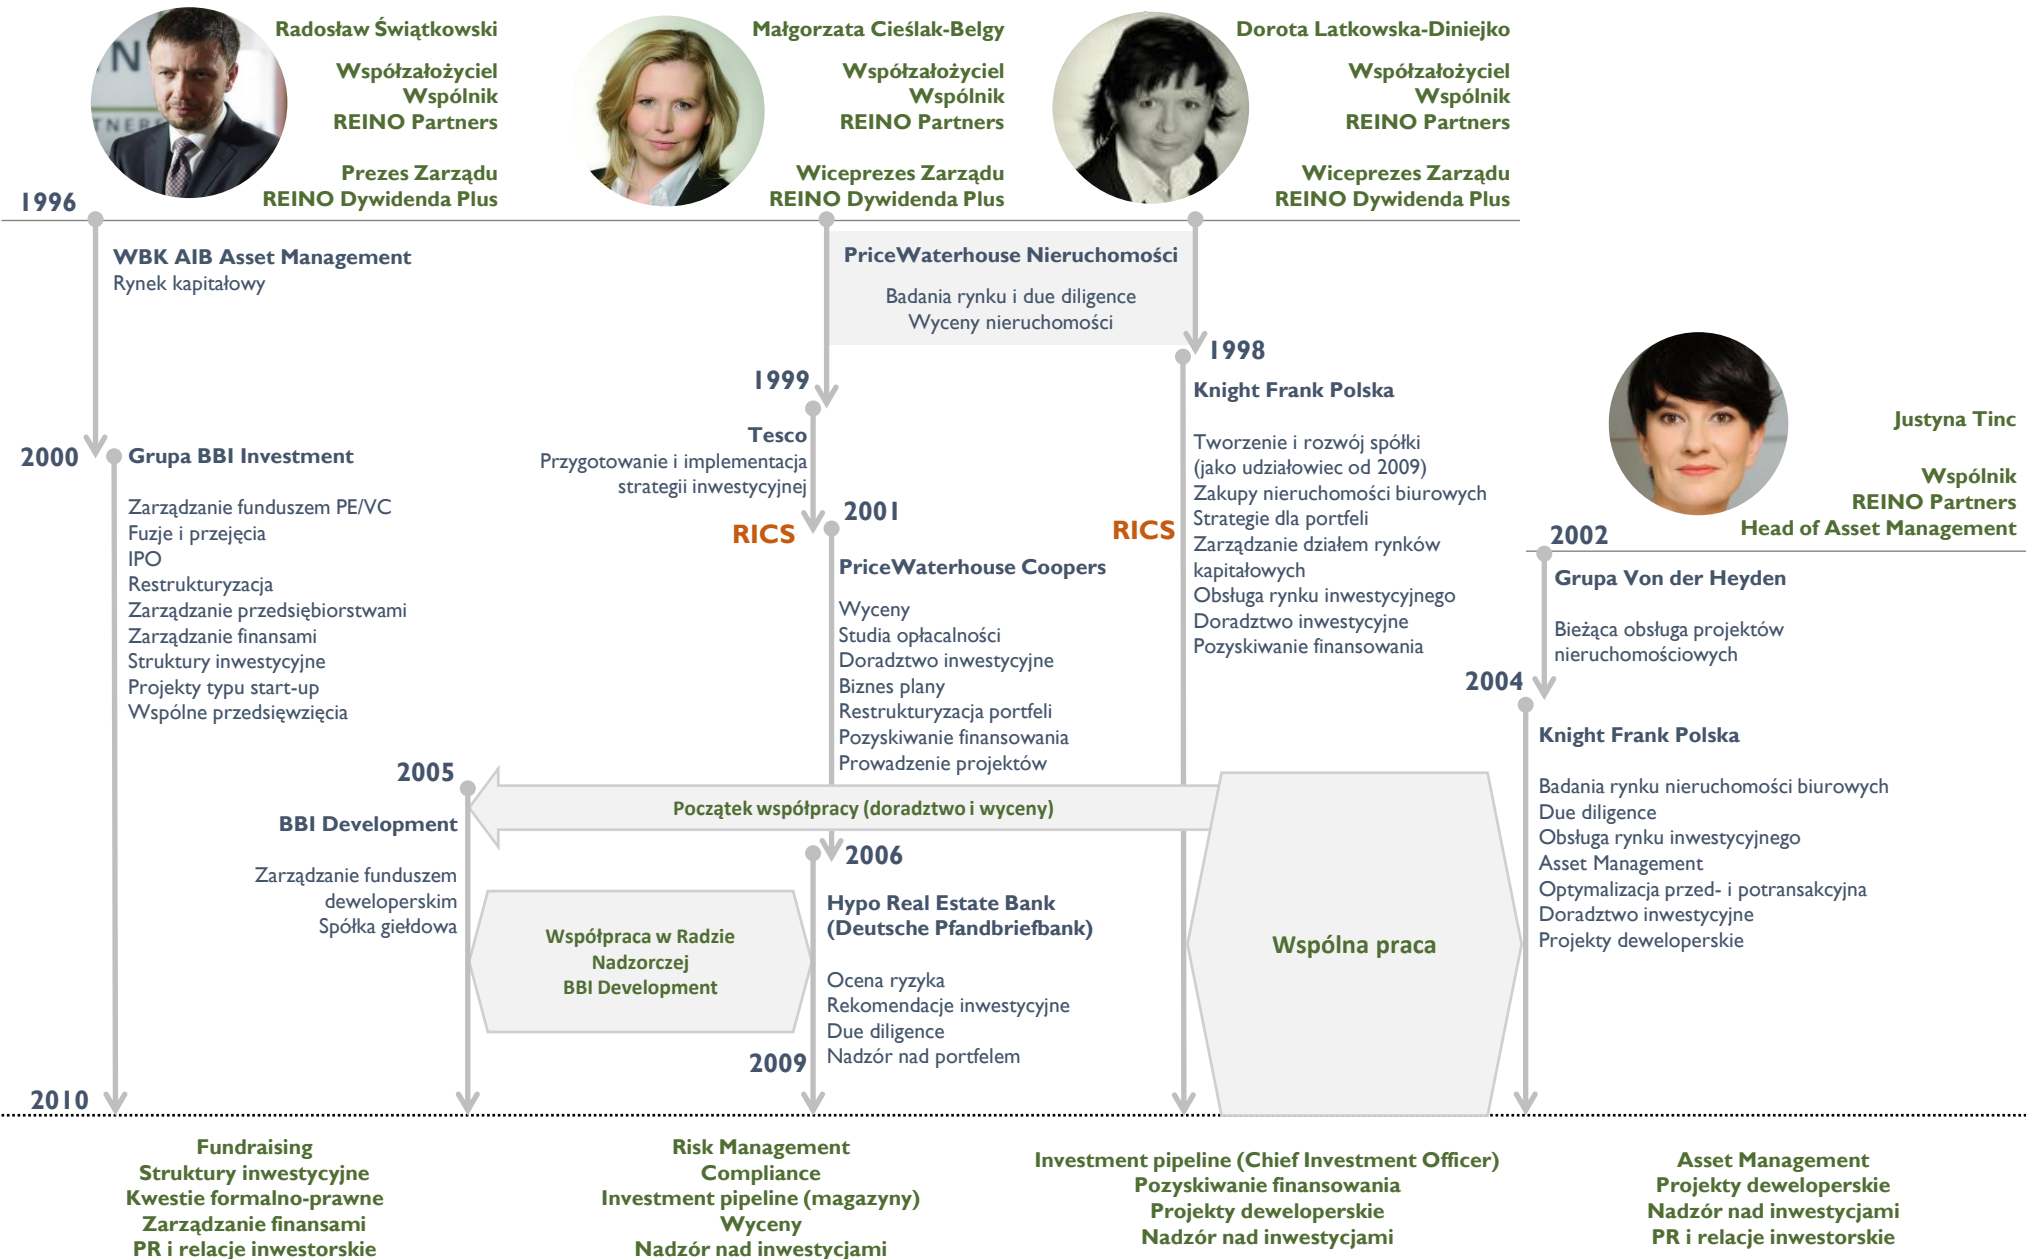 Radosław Świątkowski
Współzałożyciel
Wspólnik
REINO Partners
Prezes Zarządu
REINO Dywidenda Plus
Małgorzata Cieślak-Belgy
Współzałożyciel
Wspólnik
REINO Partners
Wiceprezes Zarządu
REINO Dywidenda Plus
Dorota Latkowska-Diniejko
Współzałożyciel
Wspólnik
REINO Partners
Wiceprezes Zarządu
REINO Dywidenda Plus
1996
WBK AIB Asset Management
Rynek kapitałowy
2000
Grupa BBI Investment
Zarządzanie funduszem PE/VC
Fuzje i przejęcia
IPO
Restrukturyzacja
Zarządzanie przedsiębiorstwami
Zarządzanie finansami
Struktury inwestycyjne
Projekty typu start-up
Wspólne przedsięwzięcia
2005
BBI Development
Zarządzanie funduszem
deweloperskim
Spółka giełdowa
PriceWaterhouse Nieruchomości
Badania rynku i due diligence
Wyceny nieruchomości
1999
Tesco
Przygotowanie i implementacja
strategii inwestycyjnej
RICS
2001
PriceWaterhouse Coopers
Wyceny
Studia opłacalności
Doradztwo inwestycyjne
Biznes plany
Restrukturyzacja portfeli
Pozyskiwanie finansowania
Prowadzenie projektów
Początek współpracy (doradztwo i wyceny)
2006
Hypo Real Estate Bank
(Deutsche Pfandbriefbank)
Ocena ryzyka
Rekomendacje inwestycyjne
Due diligence
Nadzór nad portfelem
Współpraca w Radzie
Nadzorczej
BBI Development
2009
1998
Knight Frank Polska
Tworzenie i rozwój spółki
(jako udziałowiec od 2009)
Zakupy nieruchomości biurowych
Strategie dla portfeli
Zarządzanie działem rynków
kapitałowych
Obsługa rynku inwestycyjnego
Doradztwo inwestycyjne
Pozyskiwanie finansowania
RICS
Wspólna praca
Justyna Tinc
Wspólnik
REINO Partners
Head of Asset Management
2002
Grupa Von der Heyden
Bieżąca obsługa projektów
nieruchomościowych
2004
Knight Frank Polska
Badania rynku nieruchomości biurowych
Due diligence
Obsługa rynku inwestycyjnego
Asset Management
Optymalizacja przed- i potransakcyjna
Doradztwo inwestycyjne
Projekty deweloperskie
2010
Fundraising
Struktury inwestycyjne
Kwestie formalno-prawne
Zarządzanie finansami
PR i relacje inwestorskie
Risk Management
Compliance
Investment pipeline (magazyny)
Wyceny
Nadzór nad inwestycjami
Investment pipeline (Chief Investment Officer)
Pozyskiwanie finansowania
Projekty deweloperskie
Nadzór nad inwestycjami
Asset Management
Projekty deweloperskie
Nadzór nad inwestycjami
PR i relacje inwestorskie